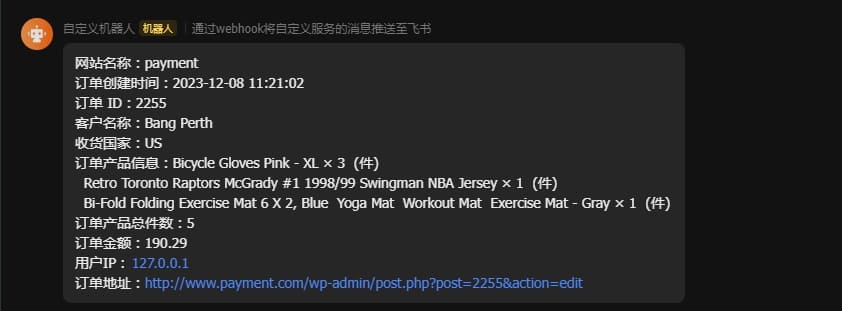 自定义机器人 机器人 通过webhook将自定义服务的消息推送至飞书
网站名称：payment
订单创建时间：2023-12-08 11:21:02
订单 ID：2255
客户名称：Bang Perth
收货国家：US
订单产品信息：Bicycle Gloves Pink - XL × 3  (件)
Retro Toronto Raptors McGrady #1 1998/99 Swingman NBA Jersey × 1  (件)
Bi-Fold Folding Exercise Mat 6 X 2, Blue  Yoga Mat  Workout Mat  Exercise Mat - Gray × 1  (件)
订单产品总件数：5
订单金额：190.29
用户IP： 127.0.0.1
订单地址：http://www.payment.com/wp-admin/post.php?post=2255&action=edit